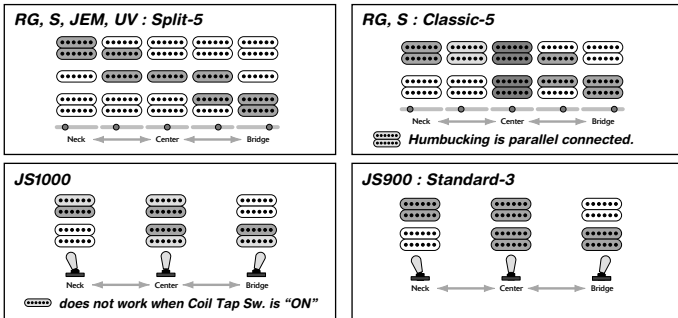 RG, S, JEM, UV : Split-5
Neck Center Bridge
RG, S : Classic-5
Neck Center Bridge
Humbucking is parallel connected.
JS1000
Neck Center Bridge
does not work when Coil Tap Sw. is “ON”
JS900 : Standard-3
Neck Center Bridge